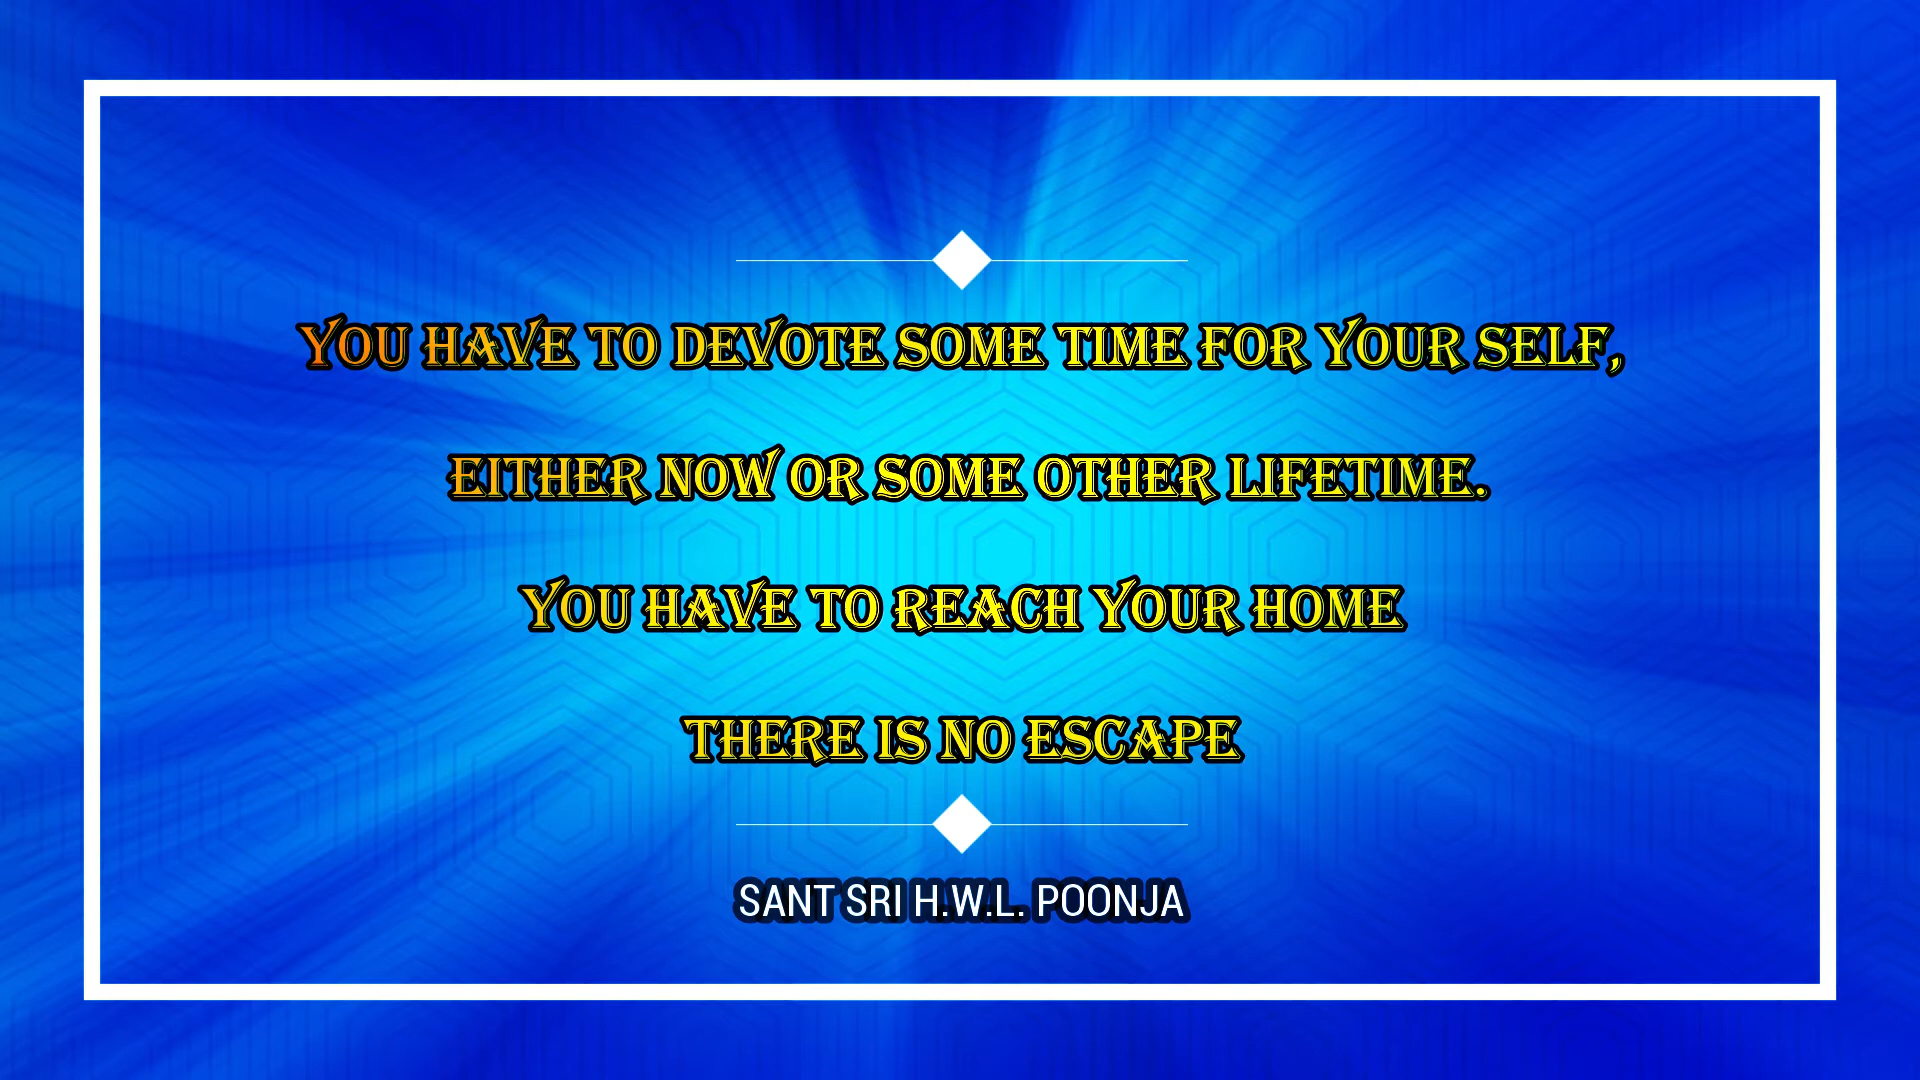 YOU HAVE TO DEVOTE SOME TIME FOR YOUR SELF,
EITHER NOW OR SOME OTHER LIFETIME.
YOU HAVE TO REACH YOUR HOME
THERE IS NO ESCAPE
SANT SRI H.W.L. POONJA